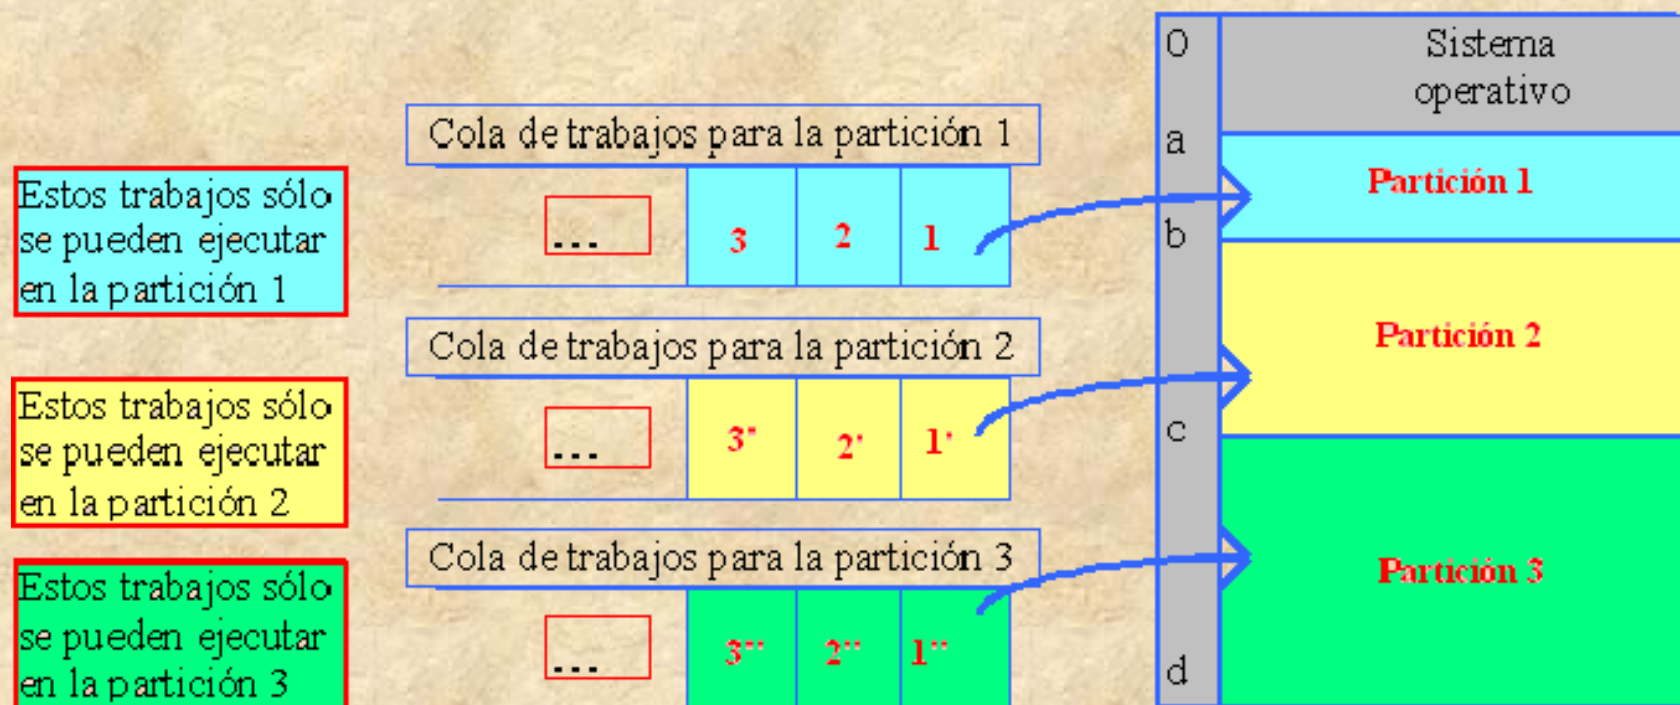 0
Sistema
operativo
Cola de trabajos para la partición 1
a
Partición 1
Estos trabajos sólo
se pueden ejecutar
en la partición 1
... 3 2 1
b
Cola de trabajos para la partición 2
Partición 2
Estos trabajos sólo
se pueden ejecutar
en la partición 2
... 3' 2' 1'
c
Cola de trabajos para la partición 3
Partición 3
Estos trabajos sólo
se pueden ejecutar
en la partición 3
... 3'' 2'' 1''
d